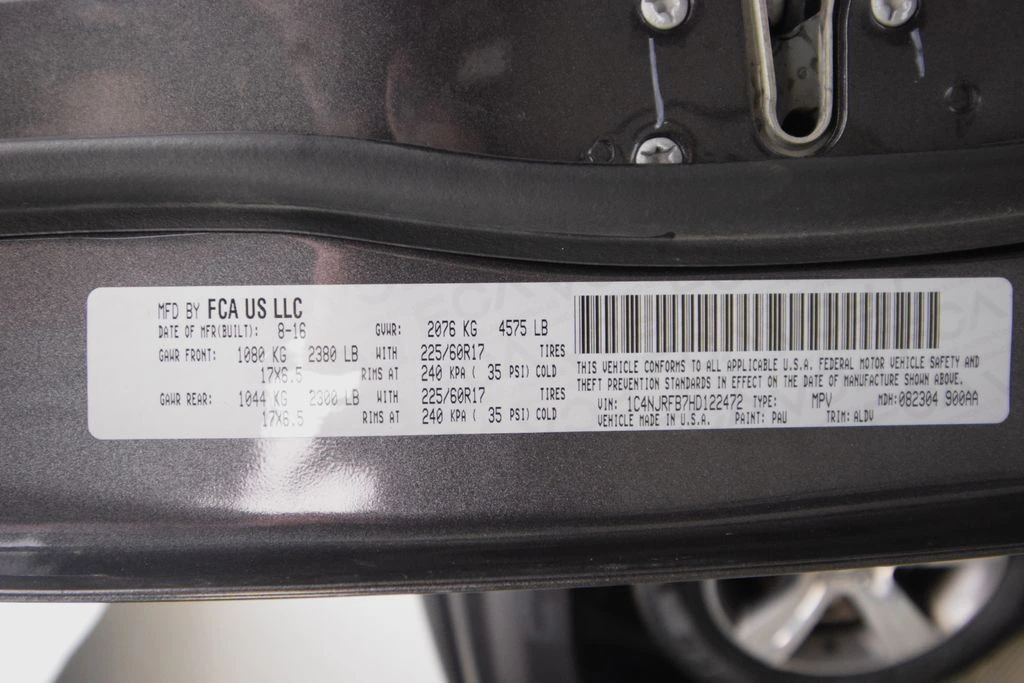 MFD BY FCA US LLC
DATE OF MFR(BUILT): 8-16 GVWR: 2076 KG 4575 LB
GAWR FRONT: 1080 KG 2380 LB WITH 225/60R17 TIRES
17X6.5 RIMS AT 240 KPA ( 35 PSI) COLD
GAWR REAR: 1044 KG 2300 LB WITH 225/60R17 TIRES
17X6.5 RIMS AT 240 KPA ( 35 PSI) COLD
THIS VEHICLE CONFORMS TO ALL APPLICABLE U.S.A. FEDERAL MOTOR VEHICLE SAFETY AND
THEFT PREVENTION STANDARDS IN EFFECT ON THE DATE OF MANUFACTURE SHOWN ABOVE.
VIN: 1C4NJRFB7HD122472 TYPE: MPV MDH: 082304 900AA
VEHICLE MADE IN U.S.A. PAINT: PAU TRIM: ALDV